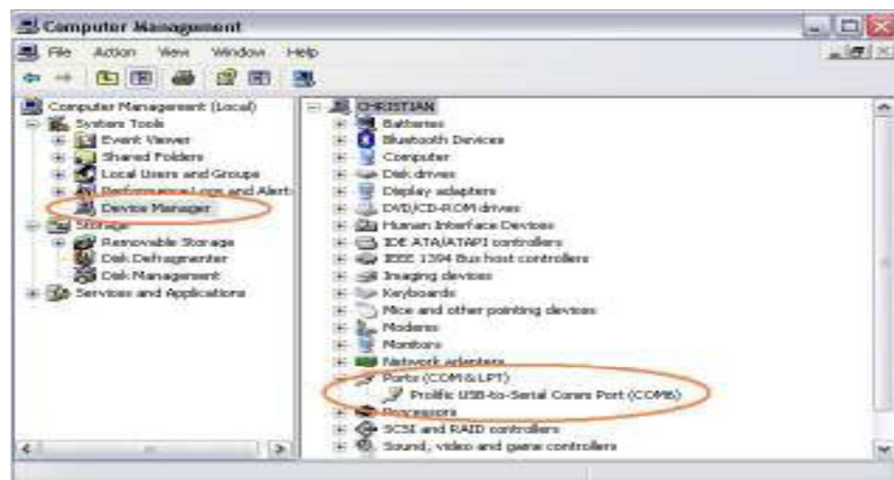 Computer Management
File Action View Window Help
Computer Management (Local)
System Tools
Event Viewer
Shared Folders
Local Users and Groups
Performance Logs and Alert
Device Manager
Storage
Removable Storage
Disk Defragmenter
Disk Management
Services and Applications
CHRISTIAN
Batteries
Bluetooth Devices
Computer
Disk drives
Display adapters
DVD/CD-ROM drives
Human Interface Devices
IDE ATA/ATAPI controllers
IEEE 1394 Bus host controllers
Imaging devices
Keyboards
Mice and other pointing devices
Modems
Monitors
Network adapters
Ports (COM & LPT)
Prolific USB-to-Serial Comm Port (COM6)
Processors
SCSI and RAID controllers
Sound, video and game controllers